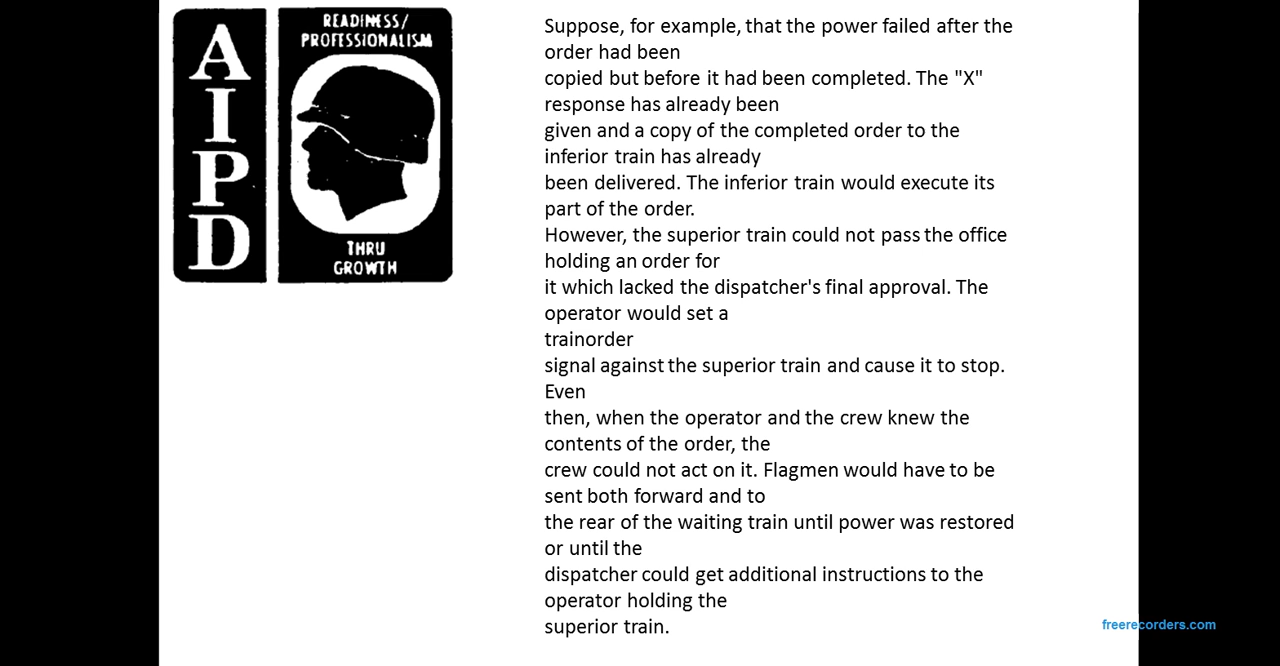 A
I
P
D
READINESS/
PROFESSIONALISM
THRU
GROWTH
Suppose, for example, that the power failed after the
order had been
copied but before it had been completed. The "X"
response has already been
given and a copy of the completed order to the
inferior train has already
been delivered. The inferior train would execute its
part of the order.
However, the superior train could not pass the office
holding an order for
it which lacked the dispatcher's final approval. The
operator would set a
trainorder
signal against the superior train and cause it to stop.
Even
then, when the operator and the crew knew the
contents of the order, the
crew could not act on it. Flagmen would have to be
sent both forward and to
the rear of the waiting train until power was restored
or until the
dispatcher could get additional instructions to the
operator holding the
superior train.
freerecorders.com